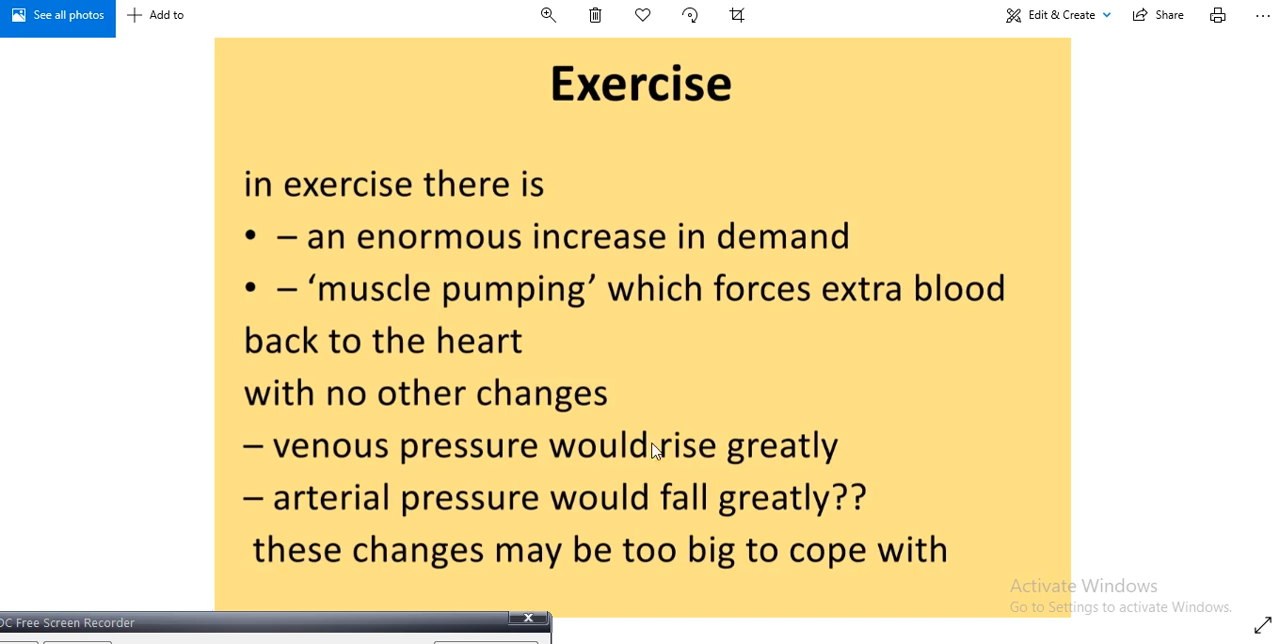 See all photos
Add to
Edit & Create
Share
Exercise
in exercise there is
• – an enormous increase in demand
• – ‘muscle pumping’ which forces extra blood
back to the heart
with no other changes
– venous pressure would rise greatly
– arterial pressure would fall greatly??
these changes may be too big to cope with
Activate Windows
Go to Settings to activate Windows.
DC Free Screen Recorder